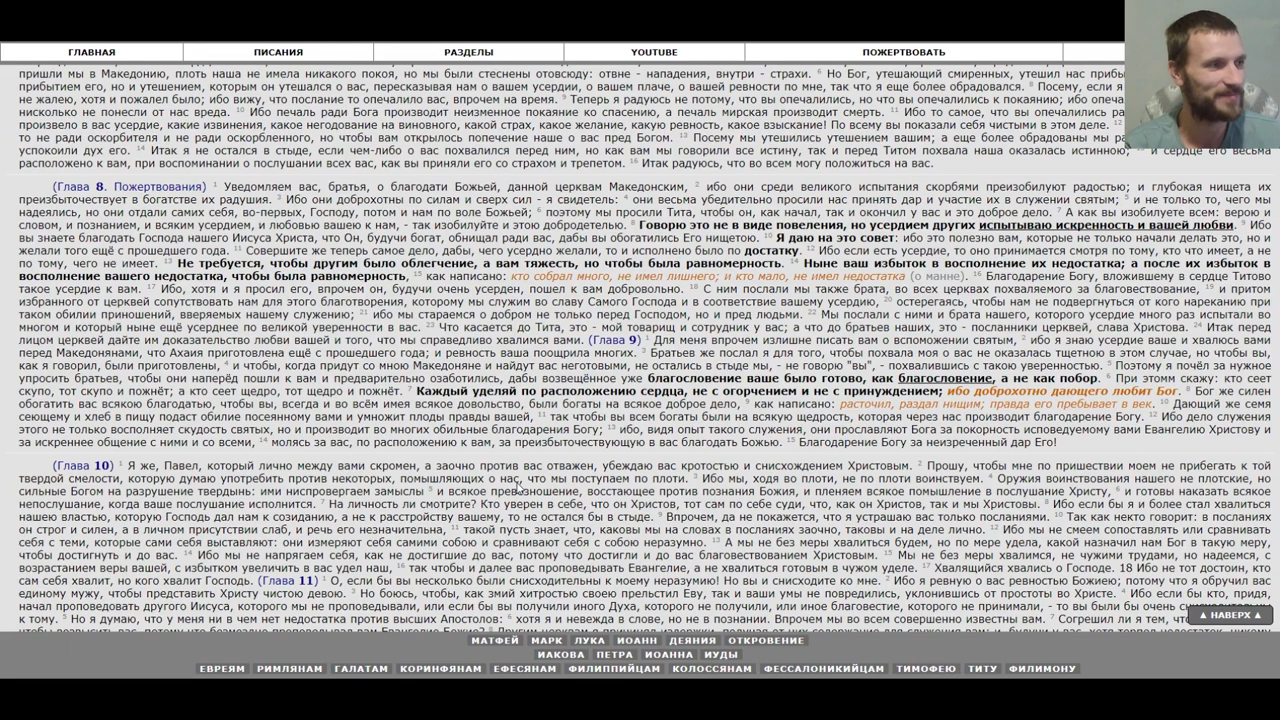 ГЛАВНАЯ ПИСАНИЯ РАЗДЕЛЫ YOUTUBE ПОЖЕРТВОВАТЬ
пришли мы в Македонию, плоть наша не имела никакого покоя, но мы были стеснены отовсюду: отвне - нападения, внутри - страхи. 6 Но Бог, утешающий смиренных, утешил нас прибы
прибытием его, но и утешением, которым он утешался о вас, пересказывая нам о вашем усердии, о вашем плаче, о вашей ревности по мне, так что я еще более обрадовался. 8 Посему, если я
не жалею, хотя и пожалел было; ибо вижу, что послание то опечалило вас, впрочем на время. 9 Теперь я радуюсь не потому, что вы опечалились, но что вы опечалились к покаянию; ибо опеча
нисколько не понесли от нас вреда. 10 Ибо печаль ради Бога производит неизменное покаяние ко спасению, а печаль мирская производит смерть. 11 Ибо то самое, что вы опечалились ра
произвело в вас усердие, какие извинения, какое негодование на виновного, какой страх, какое желание, какую ревность, какое взыскание! По всему вы показали себя чистыми в этом деле. 12
то не ради оскорбителя и не ради оскорбленного, но чтобы вам открылось попечение наше о вас пред Богом. 13 Посему мы утешились утешением вашим; а еще более обрадованы мы ра
успокоили дух его. 14 Итак я не остался в стыде, если чем-либо о вас похвалился перед ним, но как вам мы говорили все истину, так и перед Титом похвала наша оказалась истинною; 15 и сердце его весьма
расположено к вам, при воспоминании о послушании всех вас, как вы приняли его со страхом и трепетом. 16 Итак радуюсь, что во всем могу положиться на вас.
(Глава 8. Пожертвования) 1 Уведомляем вас, братья, о благодати Божьей, данной церквам Македонским, 2 ибо они среди великого испытания скорбями преизобилуют радостью; и глубокая нищета их
преизбыточествует в богатстве их радушия. 3 Ибо они доброхотны по силам и сверх сил - я свидетель: 4 они весьма убедительно просили нас принять дар и участие их в служении святым; 5 и не только то, чего мы
надеялись, но они отдали самих себя, во-первых, Господу, потом и нам по воле Божьей; 6 поэтому мы просили Тита, чтобы он, как начал, так и окончил у вас и это доброе дело. 7 А как вы изобилуете всем: верою и
словом, и познанием, и всяким усердием, и любовью вашею к нам, - так изобилуйте и этою добродетелью. 8 Говорю это не в виде повеления, но усердием других испытываю искренность и вашей любви. 9 Ибо
вы знаете благодать Господа нашего Иисуса Христа, что Он, будучи богат, обнищал ради вас, дабы вы обогатились Его нищетою. 10 Я даю на это совет: ибо это полезно вам, которые не только начали делать это, но и
желали того ещё с прошедшего года. 11 Совершите же теперь самое дело, дабы, чего усердно желали, то и исполнено было по достатку. 12 Ибо если есть усердие, то оно принимается смотря по тому, кто что имеет, а не
по тому, чего не имеет. 13 Не требуется, чтобы другим было облегчение, а вам тяжесть, но чтобы была равномерность. 14 Ныне ваш избыток в восполнение их недостатка; а после их избыток в
восполнение вашего недостатка, чтобы была равномерность, 15 как написано: кто собрал много, не имел лишнего; и кто мало, не имел недостатка (о манне). 16 Благодарение Богу, вложившему в сердце Титово
такое усердие к вам. 17 Ибо, хотя и я просил его, впрочем он, будучи очень усерден, пошел к вам добровольно. 18 С ним послали мы также брата, во всех церквах похваляемого за благовествование, 19 и притом
избранного от церквей сопутствовать нам для этого благотворения, которому мы служим во славу Самого Господа и в соответствие вашему усердию, 20 остерегаясь, чтобы нам не подвергнуться от кого нареканию при
таком обилии приношений, вверяемых нашему служению; 21 ибо мы стараемся о добром не только перед Господом, но и пред людьми. 22 Мы послали с ними и брата нашего, которого усердие много раз испытали во
многом и который ныне ещё усерднее по великой уверенности в вас. 23 Что касается до Тита, это - мой товарищ и сотрудник у вас; а что до братьев наших, это - посланники церквей, слава Христова. 24 Итак перед
лицом церквей дайте им доказательство любви вашей и того, что мы справедливо хвалимся вами. (Глава 9) 1 Для меня впрочем излишне писать вам о вспоможении святым, 2 ибо я знаю усердие ваше и хвалюсь вами
перед Македонянами, что Ахаия приготовлена ещё с прошедшего года; и ревность ваша поощрила многих. 3 Братьев же послал я для того, чтобы похвала моя о вас не оказалась тщетною в этом случае, но чтобы вы,
как я говорил, были приготовлены, 4 и чтобы, когда придут со мною Македоняне и найдут вас неготовыми, не остались в стыде мы, - не говорю "вы", - похвалившись с такою уверенностью. 5 Поэтому я почёл за нужное
упросить братьев, чтобы они наперёд пошли к вам и предварительно озаботились, дабы возвещённое уже благословение ваше было готово, как благословение, а не как побор. 6 При этом скажу: кто сеет
скупо, тот скупо и пожнёт; а кто сеет щедро, тот щедро и пожнёт. 7 Каждый уделяй по расположению сердца, не с огорчением и не с принуждением; ибо доброхотно дающего любит Бог. 8 Бог же силен
обогатить вас всякою благодатью, чтобы вы, всегда и во всём имея всякое довольство, были богаты на всякое доброе дело, 9 как написано: расточил, раздал нищим; правда его пребывает в век. 10 Дающий же семя
сеющему и хлеб в пищу подаст обилие посеянному вами и умножит плоды правды вашей, 11 так чтобы вы всем богаты были на всякую щедрость, которая через нас производит благодарение Богу. 12 Ибо дело служения
этого не только восполняет скудость святых, но и производит во многих обильные благодарения Богу; 13 ибо, видя опыт такого служения, они прославляют Бога за покорность исповедуемому вами Евангелию Христову и
за искреннее общение с ними и со всеми, 14 молясь за вас, по расположению к вам, за преизбыточествующую в вас благодать Божью. 15 Благодарение Богу за неизреченный дар Его!
(Глава 10) 1 Я же, Павел, который лично между вами скромен, а заочно против вас отважен, убеждаю вас кротостью и снисхождением Христовым. 2 Прошу, чтобы мне по пришествии моем не прибегать к той
твердой смелости, которую думаю употребить против некоторых, помышляющих о нас, что мы поступаем по плоти. 3 Ибо мы, ходя во плоти, не по плоти воинствуем. 4 Оружия воинствования нашего не плотские, но
сильные Богом на разрушение твердынь: ими ниспровергаем замыслы 5 и всякое превозношение, восстающее против познания Божия, и пленяем всякое помышление в послушание Христу, 6 и готовы наказать всякое
непослушание, когда ваше послушание исполнится. 7 На личность ли смотрите? Кто уверен в себе, что он Христов, тот сам по себе суди, что, как он Христов, так и мы Христовы. 8 Ибо если бы я и более стал хвалиться
нашею властью, которую Господь дал нам к созиданию, а не к расстройству вашему, то не остался бы в стыде. 9 Впрочем, да не покажется, что я устрашаю вас только посланиями. 10 Так как некто говорит: в посланиях
он строг и силен, а в личном присутствии слаб, и речь его незначительна, 11 такой пусть знает, что, каковы мы на словах в посланиях заочно, таковы и на деле лично. 12 Ибо мы не смеем сопоставлять или сравнивать
себя с теми, которые сами себя выставляют: они измеряют себя самими собою и сравнивают себя с собою неразумно. 13 А мы не без меры хвалиться будем, но по мере удела, какой назначил нам Бог в такую меру,
чтобы достигнуть и до вас. 14 Ибо мы не напрягаем себя, как не достигшие до вас, потому что достигли и до вас благовествованием Христовым. 15 Мы не без меры хвалимся, не чужими трудами, но надеемся, с
возрастанием веры вашей, с избытком увеличить в вас удел наш, 16 так чтобы и далее вас проповедовать Евангелие, а не хвалиться готовым в чужом уделе. 17 Хвалящийся хвались о Господе. 18 Ибо не тот достоин, кто
сам себя хвалит, но кого хвалит Господь. (Глава 11) 1 О, если бы вы несколько были снисходительны к моему неразумию! Но вы и снисходите ко мне. 2 Ибо я ревную о вас ревностью Божиею; потому что я обручил вас
единому мужу, чтобы представить Христу чистою девою. 3 Но боюсь, чтобы, как змий хитростью своею прельстил Еву, так и ваши умы не повредились, уклонившись от простоты во Христе. 4 Ибо если бы кто, придя,
начал проповедовать другого Иисуса, которого мы не проповедывали, или если бы вы получили иного Духа, которого не получили, или иное благовестие, которого не принимали, - то вы были бы очень
к тому. 5 Но я думаю, что у меня ни в чем нет недостатка против высших Апостолов: 6 хотя я и невежда в слове, но не в познании. Впрочем мы во всем совершенно известны вам. 7 Согрешил ли я тем, что
▲ НАВЕРХ ▲
МАТФЕЙ МАРК ЛУКА ИОАНН ДЕЯНИЯ ОТКРОВЕНИЕ
ИАКОВА ПЕТРА ИОАННА ИУДЫ
ЕВРЕЯМ РИМЛЯНАМ ГАЛАТАМ КОРИНФЯНАМ ЕФЕСЯНАМ ФИЛИППИЙЦАМ КОЛОССЯНАМ ФЕССАЛОНИКИЙЦАМ ТИМОФЕЮ ТИТУ ФИЛИМОНУ